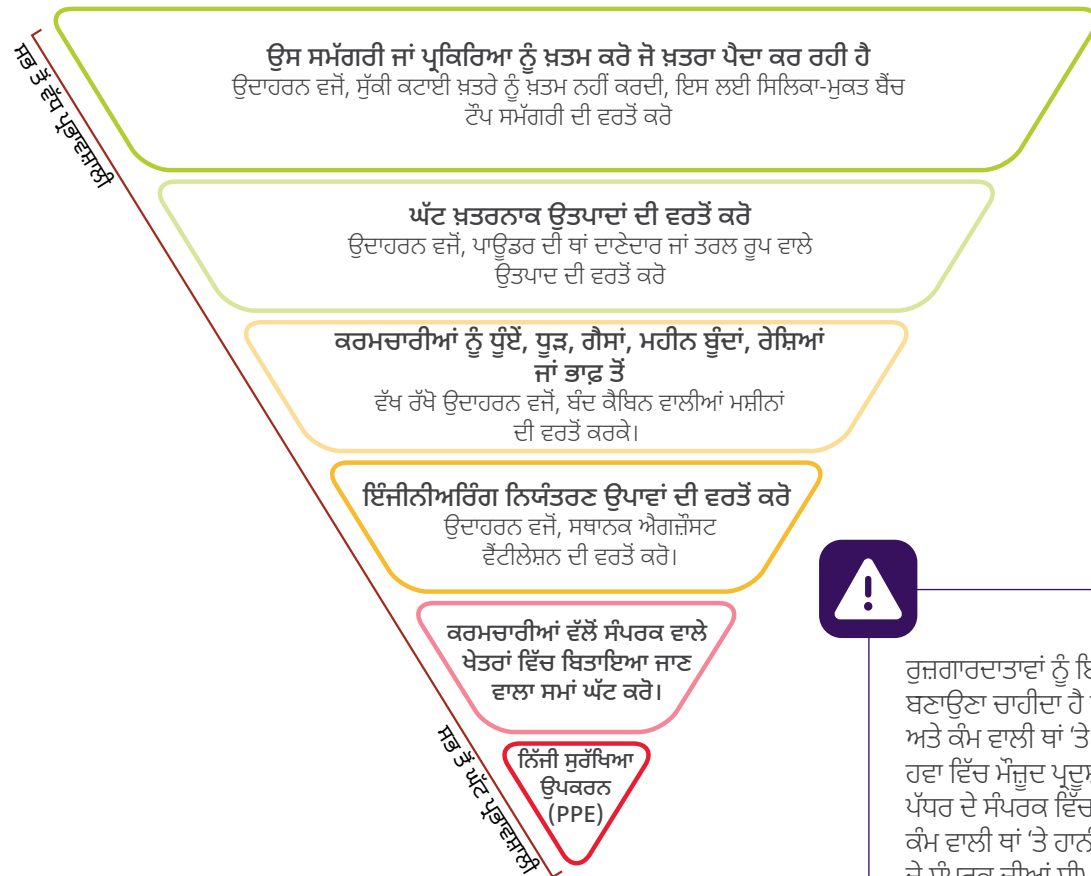 ਸਭ ਤੋਂ ਵੱਧ ਪ੍ਰਭਾਵਸ਼ਾਲੀ
ਉਸ ਸਮੱਗਰੀ ਜਾਂ ਪ੍ਰਕਿਰਿਆ ਨੂੰ ਖ਼ਤਮ ਕਰੋ ਜੋ ਖ਼ਤਰਾ ਪੈਦਾ ਕਰ ਰਹੀ ਹੈ
ਉਦਾਹਰਨ ਵਜੋਂ, ਸੁੱਕੀ ਕਟਾਈ ਖ਼ਤਰੇ ਨੂੰ ਖ਼ਤਮ ਨਹੀਂ ਕਰਦੀ, ਇਸ ਲਈ ਸਿਲਿਕਾ-ਮੁਕਤ ਬੈਂਚ
ਟੌਪ ਸਮੱਗਰੀ ਦੀ ਵਰਤੋਂ ਕਰੋ
ਘੱਟ ਖ਼ਤਰਨਾਕ ਉਤਪਾਦਾਂ ਦੀ ਵਰਤੋਂ ਕਰੋ
ਉਦਾਹਰਨ ਵਜੋਂ, ਪਾਊਡਰ ਦੀ ਥਾਂ ਦਾਣੇਦਾਰ ਜਾਂ ਤਰਲ ਰੂਪ ਵਾਲੇ
ਉਤਪਾਦ ਦੀ ਵਰਤੋਂ ਕਰੋ
ਕਰਮਚਾਰੀਆਂ ਨੂੰ ਧੂੰਏਂ, ਧੂੜ, ਗੈਸਾਂ, ਮਹੀਨ ਬੂੰਦਾਂ, ਰੇਸ਼ਿਆਂ
ਜਾਂ ਭਾਫ਼ ਤੋਂ
ਵੱਖ ਰੱਖੋ ਉਦਾਹਰਨ ਵਜੋਂ, ਬੰਦ ਕੈਬਿਨ ਵਾਲੀਆਂ ਮਸ਼ੀਨਾਂ
ਦੀ ਵਰਤੋਂ ਕਰਕੇ।
ਇੰਜੀਨੀਅਰਿੰਗ ਨਿਯੰਤਰਣ ਉਪਾਵਾਂ ਦੀ ਵਰਤੋਂ ਕਰੋ
ਉਦਾਹਰਨ ਵਜੋਂ, ਸਥਾਨਕ ਐਗਜ਼ੌਸਟ
ਵੈਂਟੀਲੇਸ਼ਨ ਦੀ ਵਰਤੋਂ ਕਰੋ।
ਕਰਮਚਾਰੀਆਂ ਵੱਲੋਂ ਸੰਪਰਕ ਵਾਲੇ
ਖੇਤਰਾਂ ਵਿੱਚ ਬਿਤਾਇਆ ਜਾਣ
ਵਾਲਾ ਸਮਾਂ ਘੱਟ ਕਰੋ।
ਨਿੱਜੀ ਸੁਰੱਖਿਆ
ਉਪਕਰਨ
(PPE)
ਸਭ ਤੋਂ ਘੱਟ ਪ੍ਰਭਾਵਸ਼ਾਲੀ
ਰੁਜ਼ਗਾਰਦਾਤਾਵਾਂ ਨੂੰ
ਬਣਾਉਣਾ ਚਾਹੀਦਾ ਹੈ
ਅਤੇ ਕੰਮ ਵਾਲੀ ਥਾਂ ‘ਤੇ
ਹਵਾ ਵਿੱਚ ਮੌਜ਼ੂਦ
ਪੱਧਰ ਦੇ ਸੰਪਰਕ ਵਿੱਚ
ਕੰਮ ਵਾਲੀ ਥਾਂ ‘ਤੇ